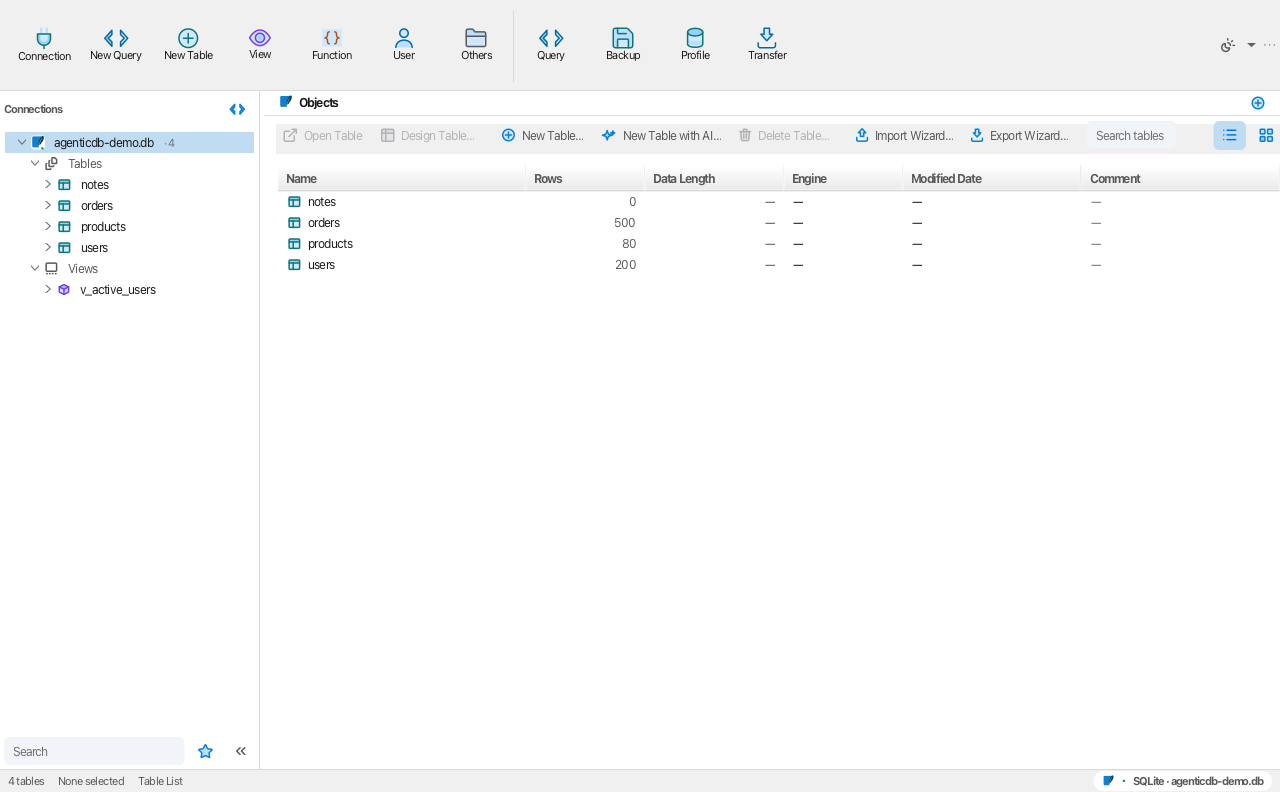 Connection New Query New Table View Function User Others Query Backup Profile Transfer
Connections
agenticdb-demo.db · 4
Tables
notes
orders
products
users
Views
v_active_users
Search
Objects
Open Table Design Table... New Table... New Table with AI... Delete Table... Import Wizard... Export Wizard... Search tables
Name Rows Data Length Engine Modified Date Comment
notes 0 — — — —
orders 500 — — — —
products 80 — — — —
users 200 — — — —
4 tables None selected Table List
SQLite · agenticdb-demo.db